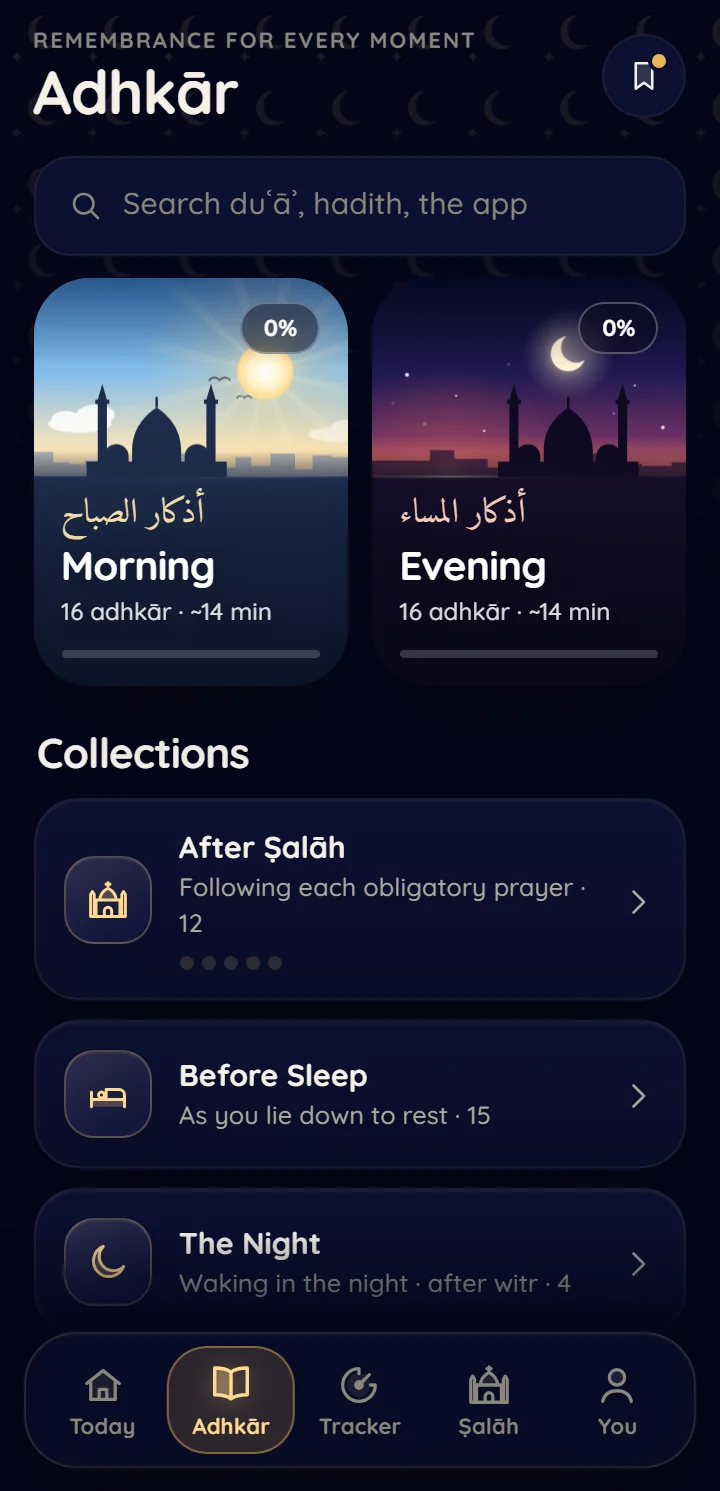 REMEMBRANCE FOR EVERY MOMENT
Adhkār
Search duʿāʾ, hadith, the app
0%
أذكار الصباح
Morning
16 adhkār · ~14 min
0%
أذكار المساء
Evening
16 adhkār · ~14 min
Collections
After Ṣalāh
Following each obligatory prayer ·
12
Before Sleep
As you lie down to rest · 15
The Night
Waking in the night · after witr · 4
Today
Adhkār
Tracker
Ṣalāh
You